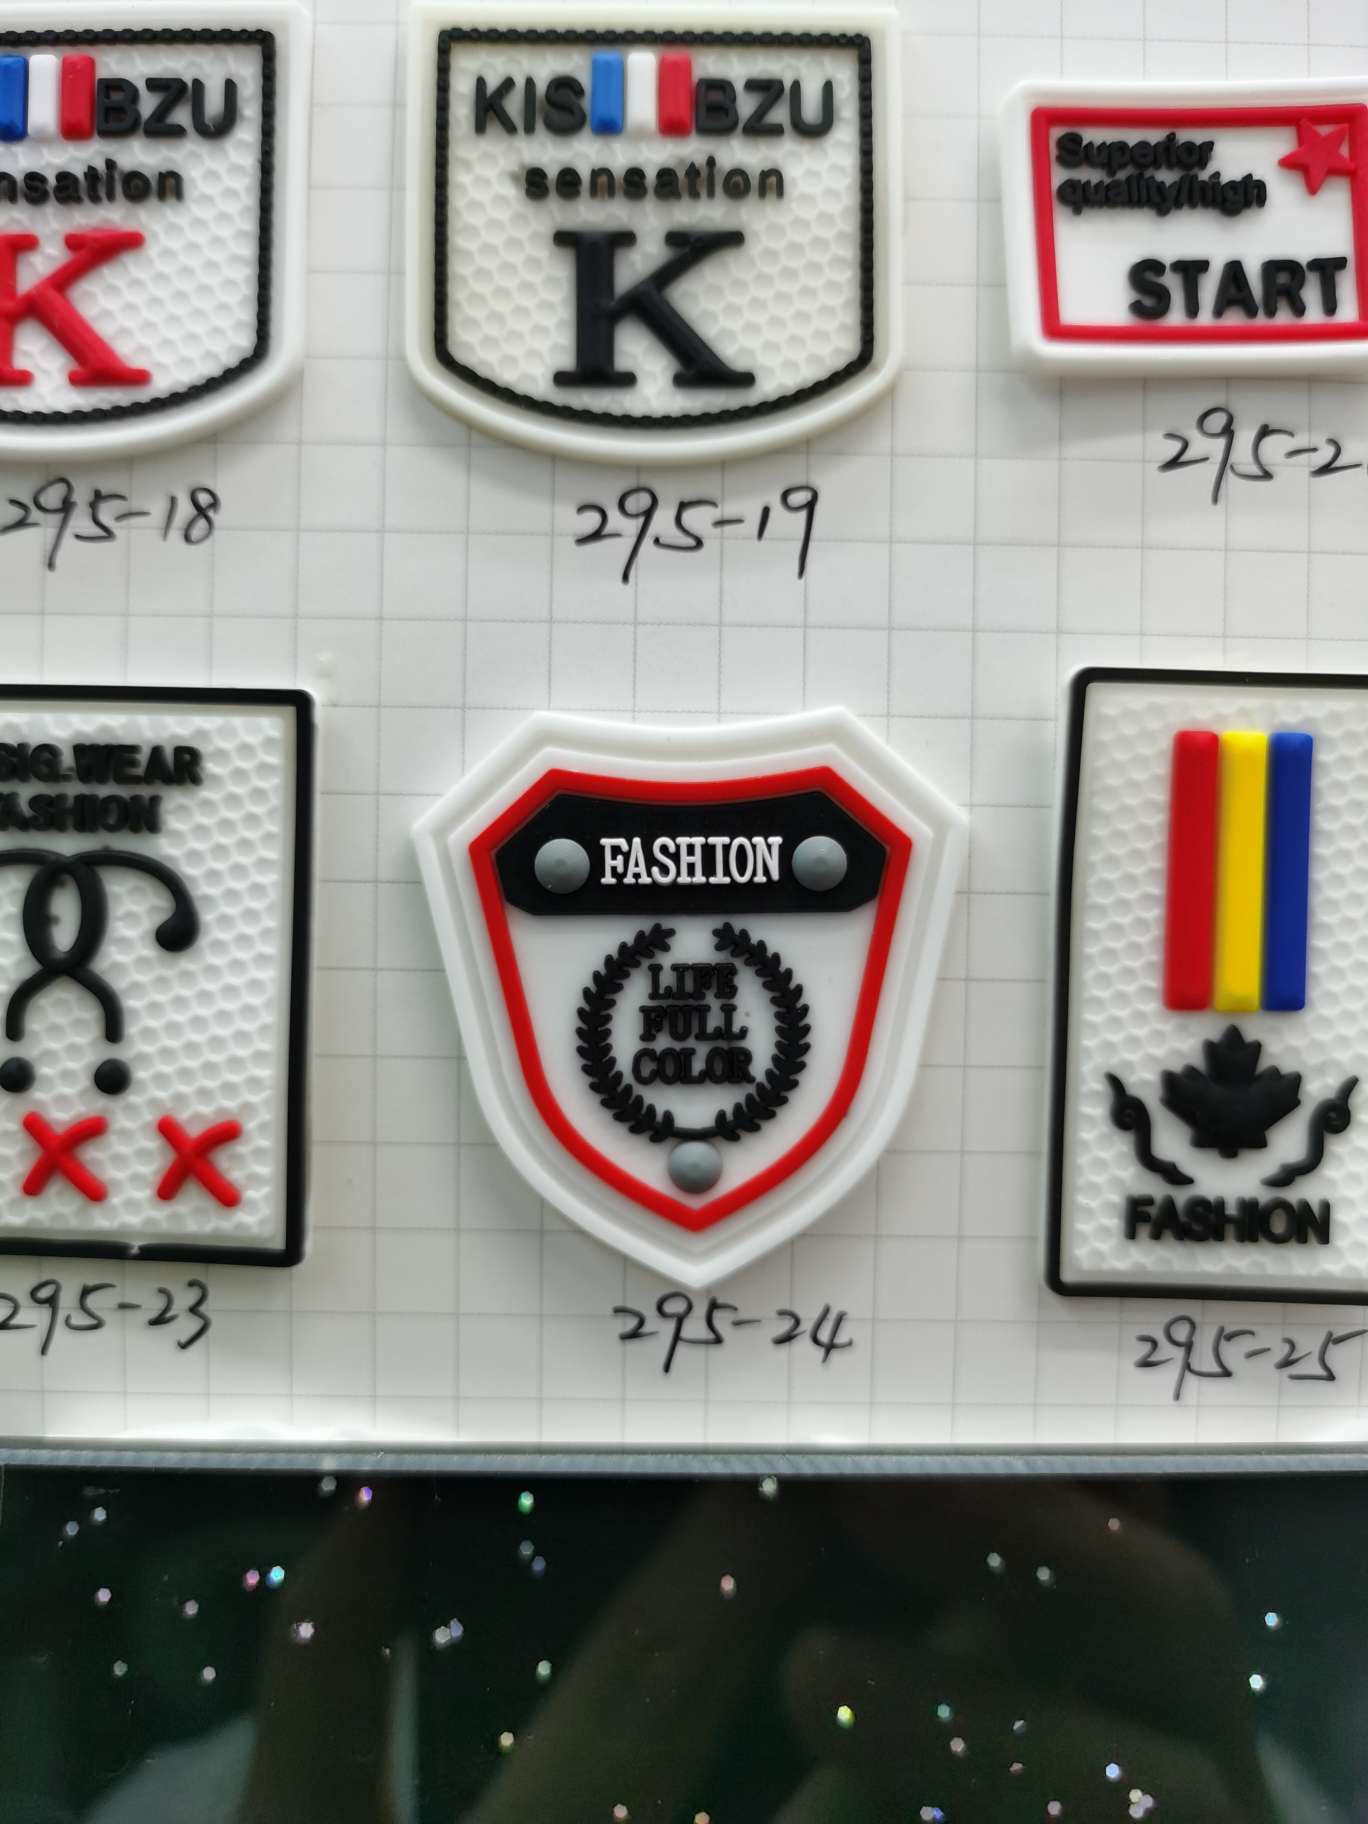 BZU
KIS BZU
sensation
K
K
Superior
quality/high
START
295-18
295-19
SIG.WEAR
FASHION
FASHION
LIFE
FULL
COLOR
FASHION
295-23
295-24
295-25